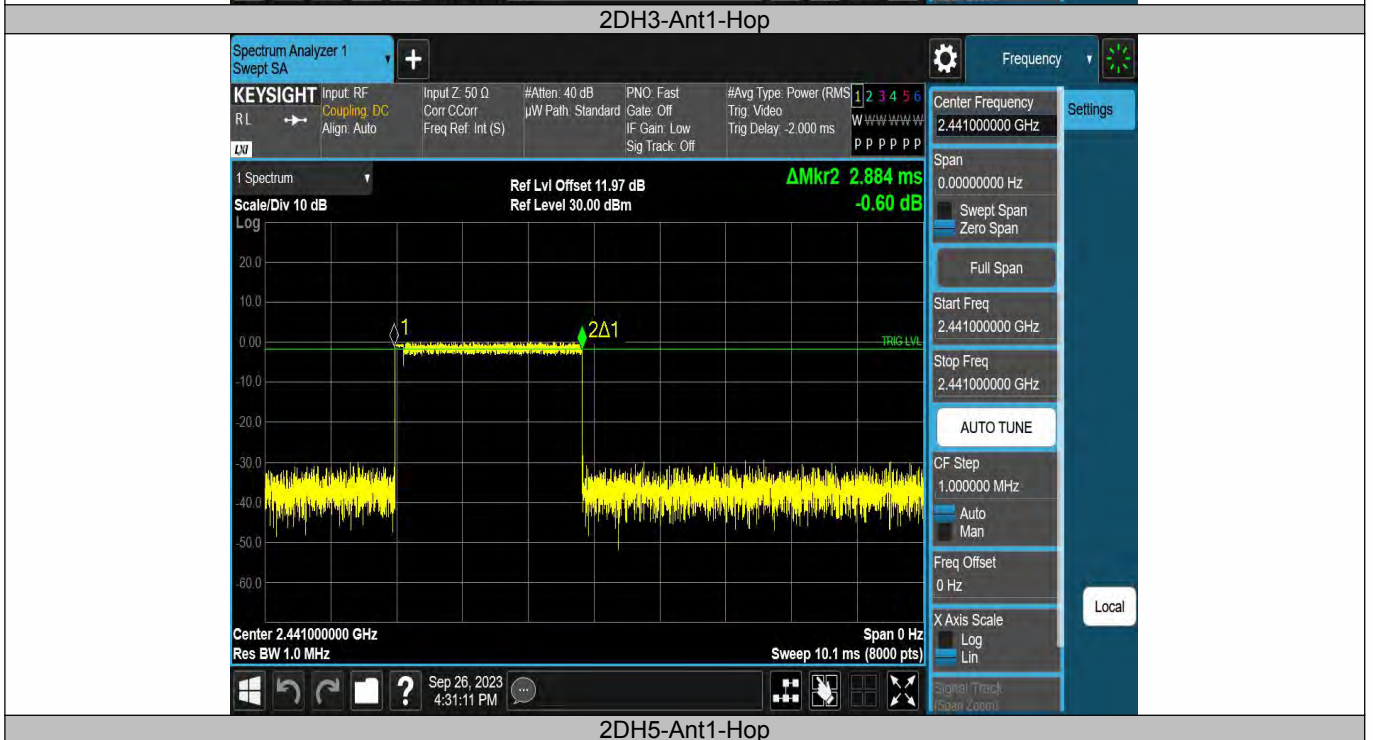 2DH3-Ant1-Hop
Spectrum Analyzer 1
Swept SA
+
Frequency
KEYSIGHT
RL
LXI
Input: RF
Coupling: DC
Align: Auto
Input Z: 50 Ω
Corr CCorr
Freq Ref: Int (S)
#Atten: 40 dB
µW Path: Standard
PNO: Fast
Gate: Off
IF Gain: Low
Sig Track: Off
#Avg Type: Power (RMS
Trig: Video
Trig Delay: -2.000 ms
1 2 3 4 5 6
W W W W W W
P P P P P P
Center Frequency
2.441000000 GHz
Settings
1 Spectrum
Scale/Div 10 dB
Ref Lvl Offset 11.97 dB
Ref Level 30.00 dBm
ΔMkr2 2.884 ms
-0.60 dB
Log
20.0
10.0
0.00
-10.0
-20.0
-30.0
-40.0
-50.0
-60.0
1
2Δ1
TRIG LVL
Span
0.00000000 Hz
Swept Span
Zero Span
Full Span
Start Freq
2.441000000 GHz
Stop Freq
2.441000000 GHz
AUTO TUNE
CF Step
1.000000 MHz
Auto
Man
Freq Offset
0 Hz
X Axis Scale
Log
Lin
Signal Track
(Span Zoom)
Local
Center 2.441000000 GHz
Res BW 1.0 MHz
Span 0 Hz
Sweep 10.1 ms (8000 pts)
?
Sep 26, 2023
4:31:11 PM
2DH5-Ant1-Hop